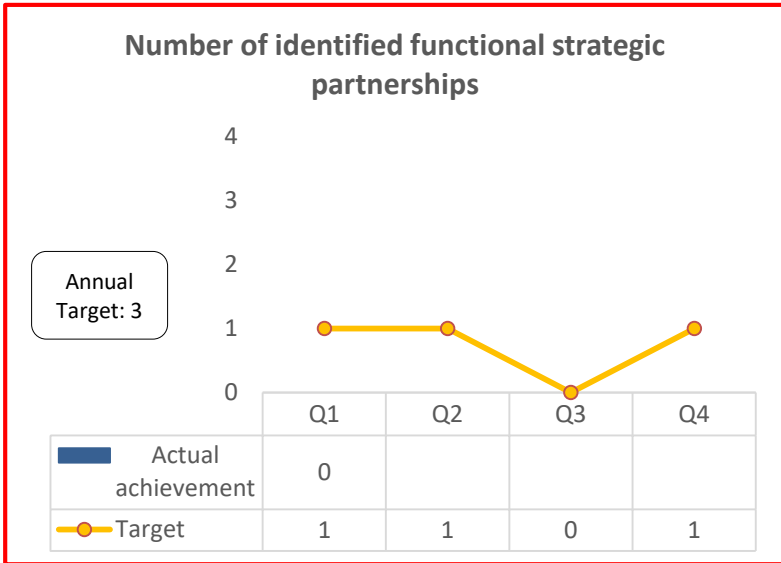 Number of identified functional strategic
partnerships
4
3
2
1
0
Annual
Target: 3
Q1 Q2 Q3 Q4
Actual
achievement
0
Target 1 1 0 1